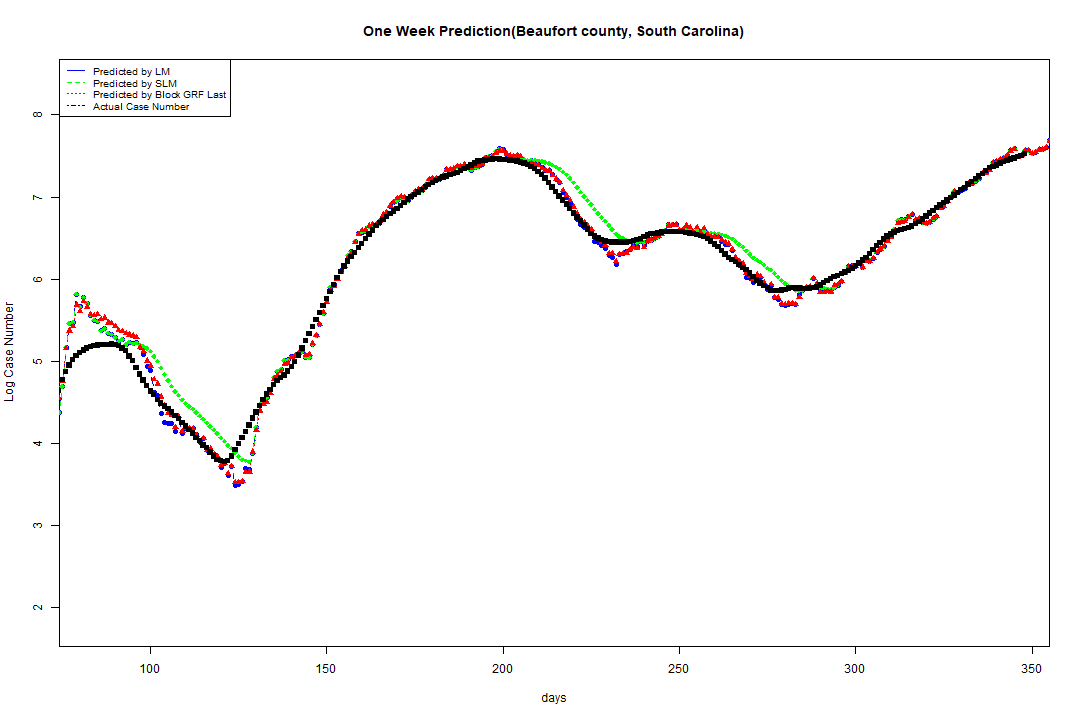 One Week Prediction(Beaufort county, South Carolina)
Predicted by LM
Predicted by SLM
Predicted by Block GRF Last
Actual Case Number
Log Case Number
8
7
6
5
4
3
2
100 150 200 250 300 350
days